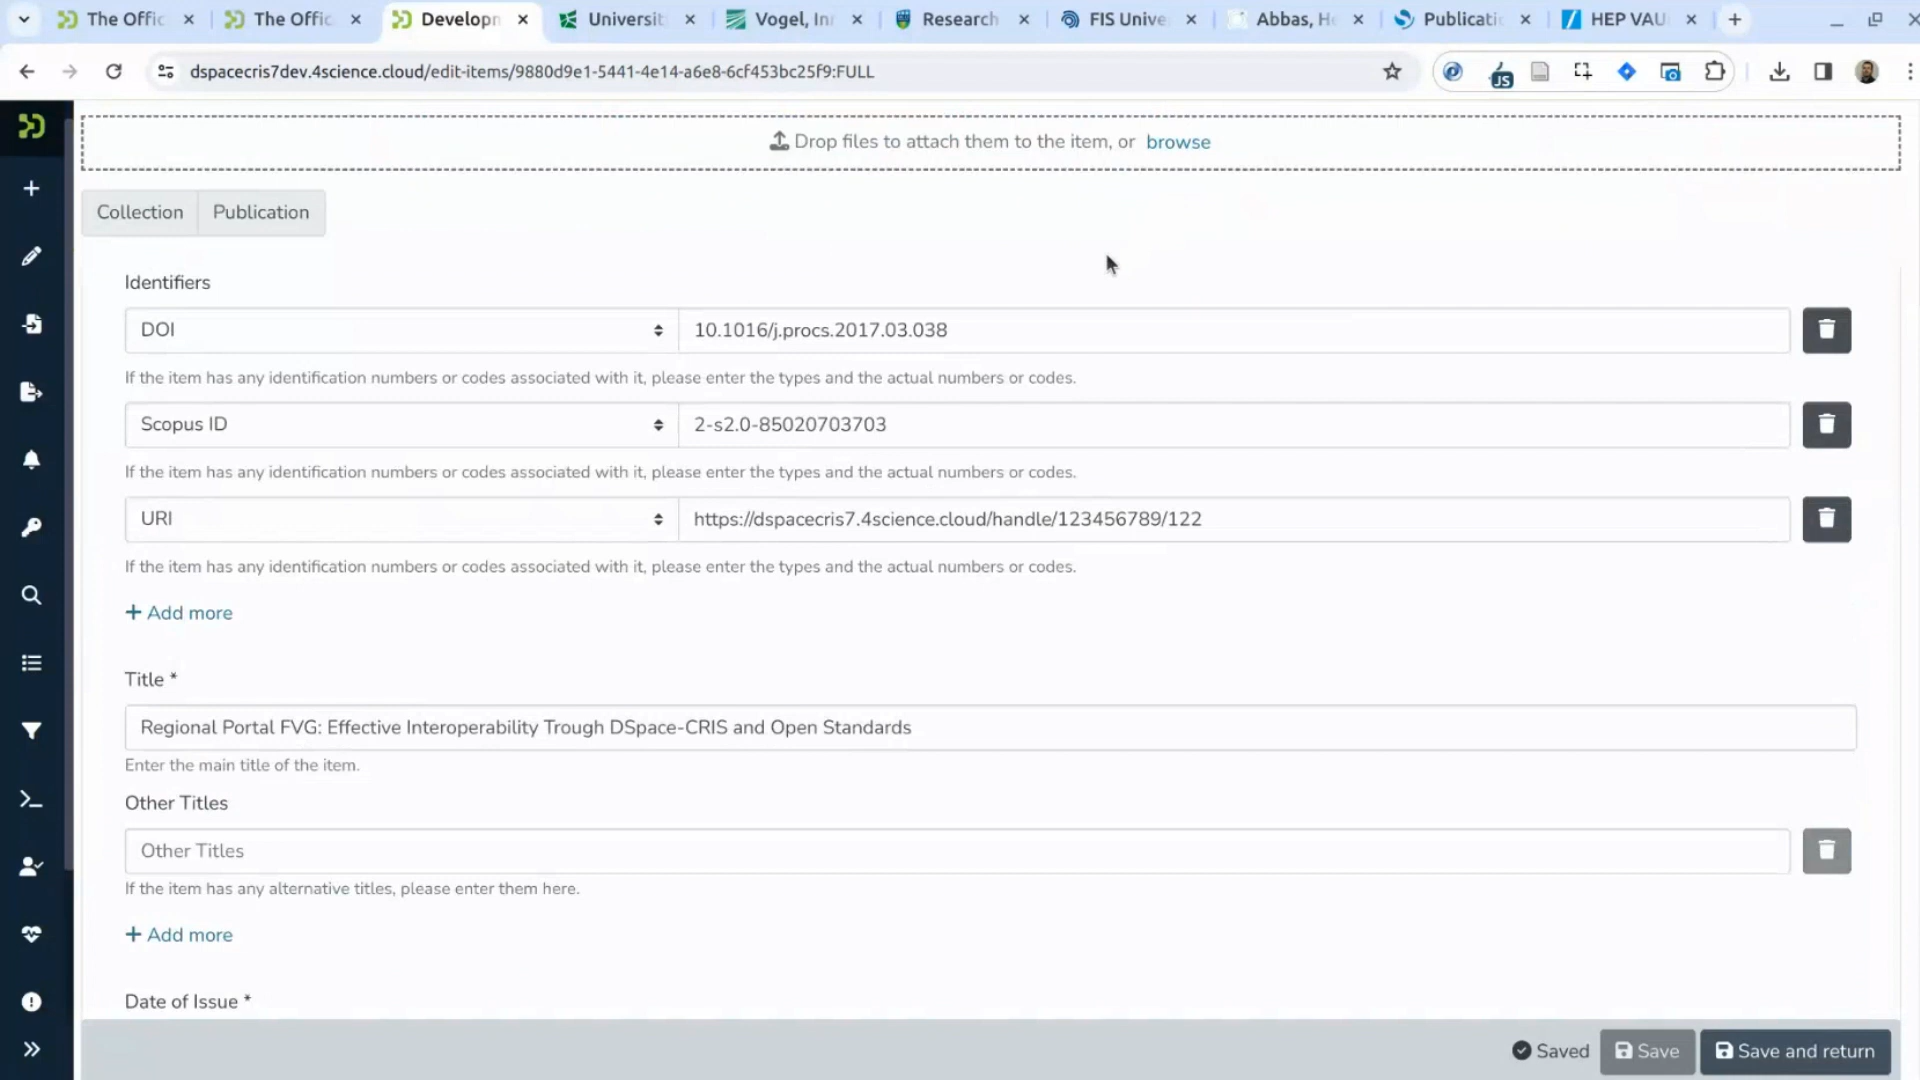 The Offic
The Offic
Developm
Universit
Vogel, Inr
Research
FIS Unive
Abbas, He
Publicati
HEP VAU
dspacecris7dev.4science.cloud/edit-items/9880d9e1-5441-4e14-a6e8-6cf453bc25f9:FULL
JS
Drop files to attach them to the item, or browse
Collection Publication
Identifiers
DOI 10.1016/j.procs.2017.03.038
If the item has any identification numbers or codes associated with it, please enter the types and the actual numbers or codes.
Scopus ID 2-s2.0-85020703703
If the item has any identification numbers or codes associated with it, please enter the types and the actual numbers or codes.
URI https://dspacecris7.4science.cloud/handle/123456789/122
If the item has any identification numbers or codes associated with it, please enter the types and the actual numbers or codes.
+ Add more
Title *
Regional Portal FVG: Effective Interoperability Trough DSpace-CRIS and Open Standards
Enter the main title of the item.
Other Titles
Other Titles
If the item has any alternative titles, please enter them here.
+ Add more
Date of Issue *
Saved Save Save and return